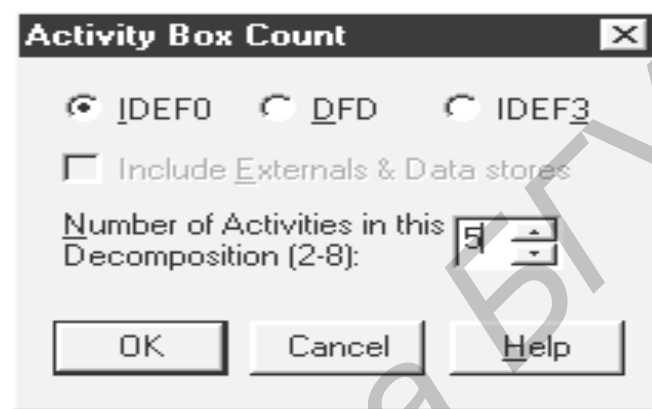 Activity Box Count
IDEF0 DFD IDEF3
Include Externals & Data stores
Number of Activities in this
Decomposition (2-8):
5
OK Cancel Help
а БГУ